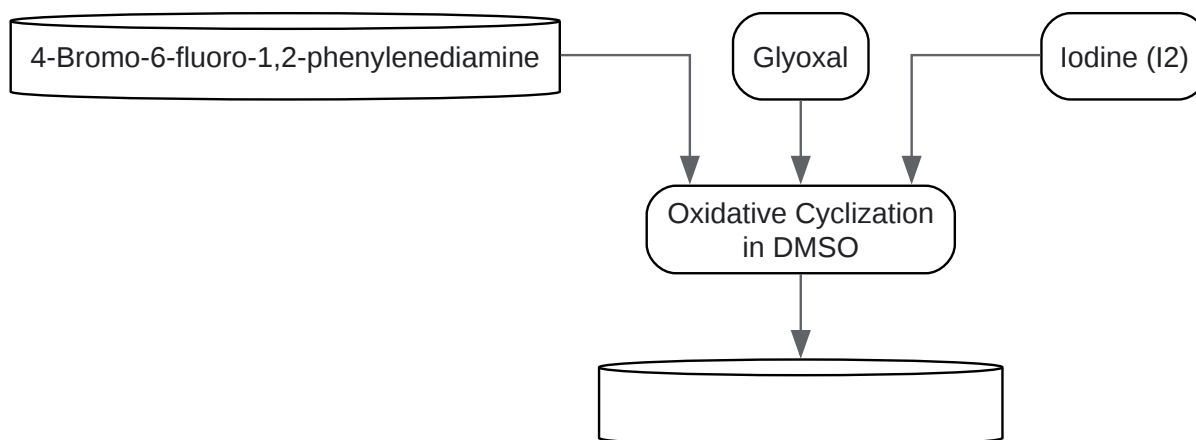 4-Bromo-6-fluoro-1,2-phenylenediamine
Glyoxal
Iodine (I2)
Oxidative Cyclization
in DMSO